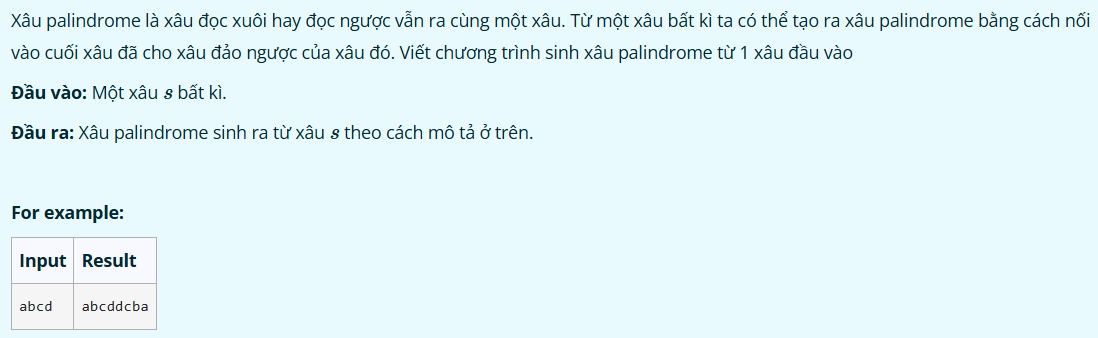 Xâu palindrome là xâu đọc xuôi hay đọc ngược vẫn ra cùng một xâu. Từ một xâu bất kì ta có thể tạo ra xâu palindrome bằng cách nối
vào cuối xâu đã cho xâu đảo ngược của xâu đó. Viết chương trình sinh xâu palindrome từ 1 xâu đầu vào
Đầu vào: Một xâu s bất kì.
Đầu ra: Xâu palindrome sinh ra từ xâu s theo cách mô tả ở trên.
For example:
Input Result
abcd abcddcba